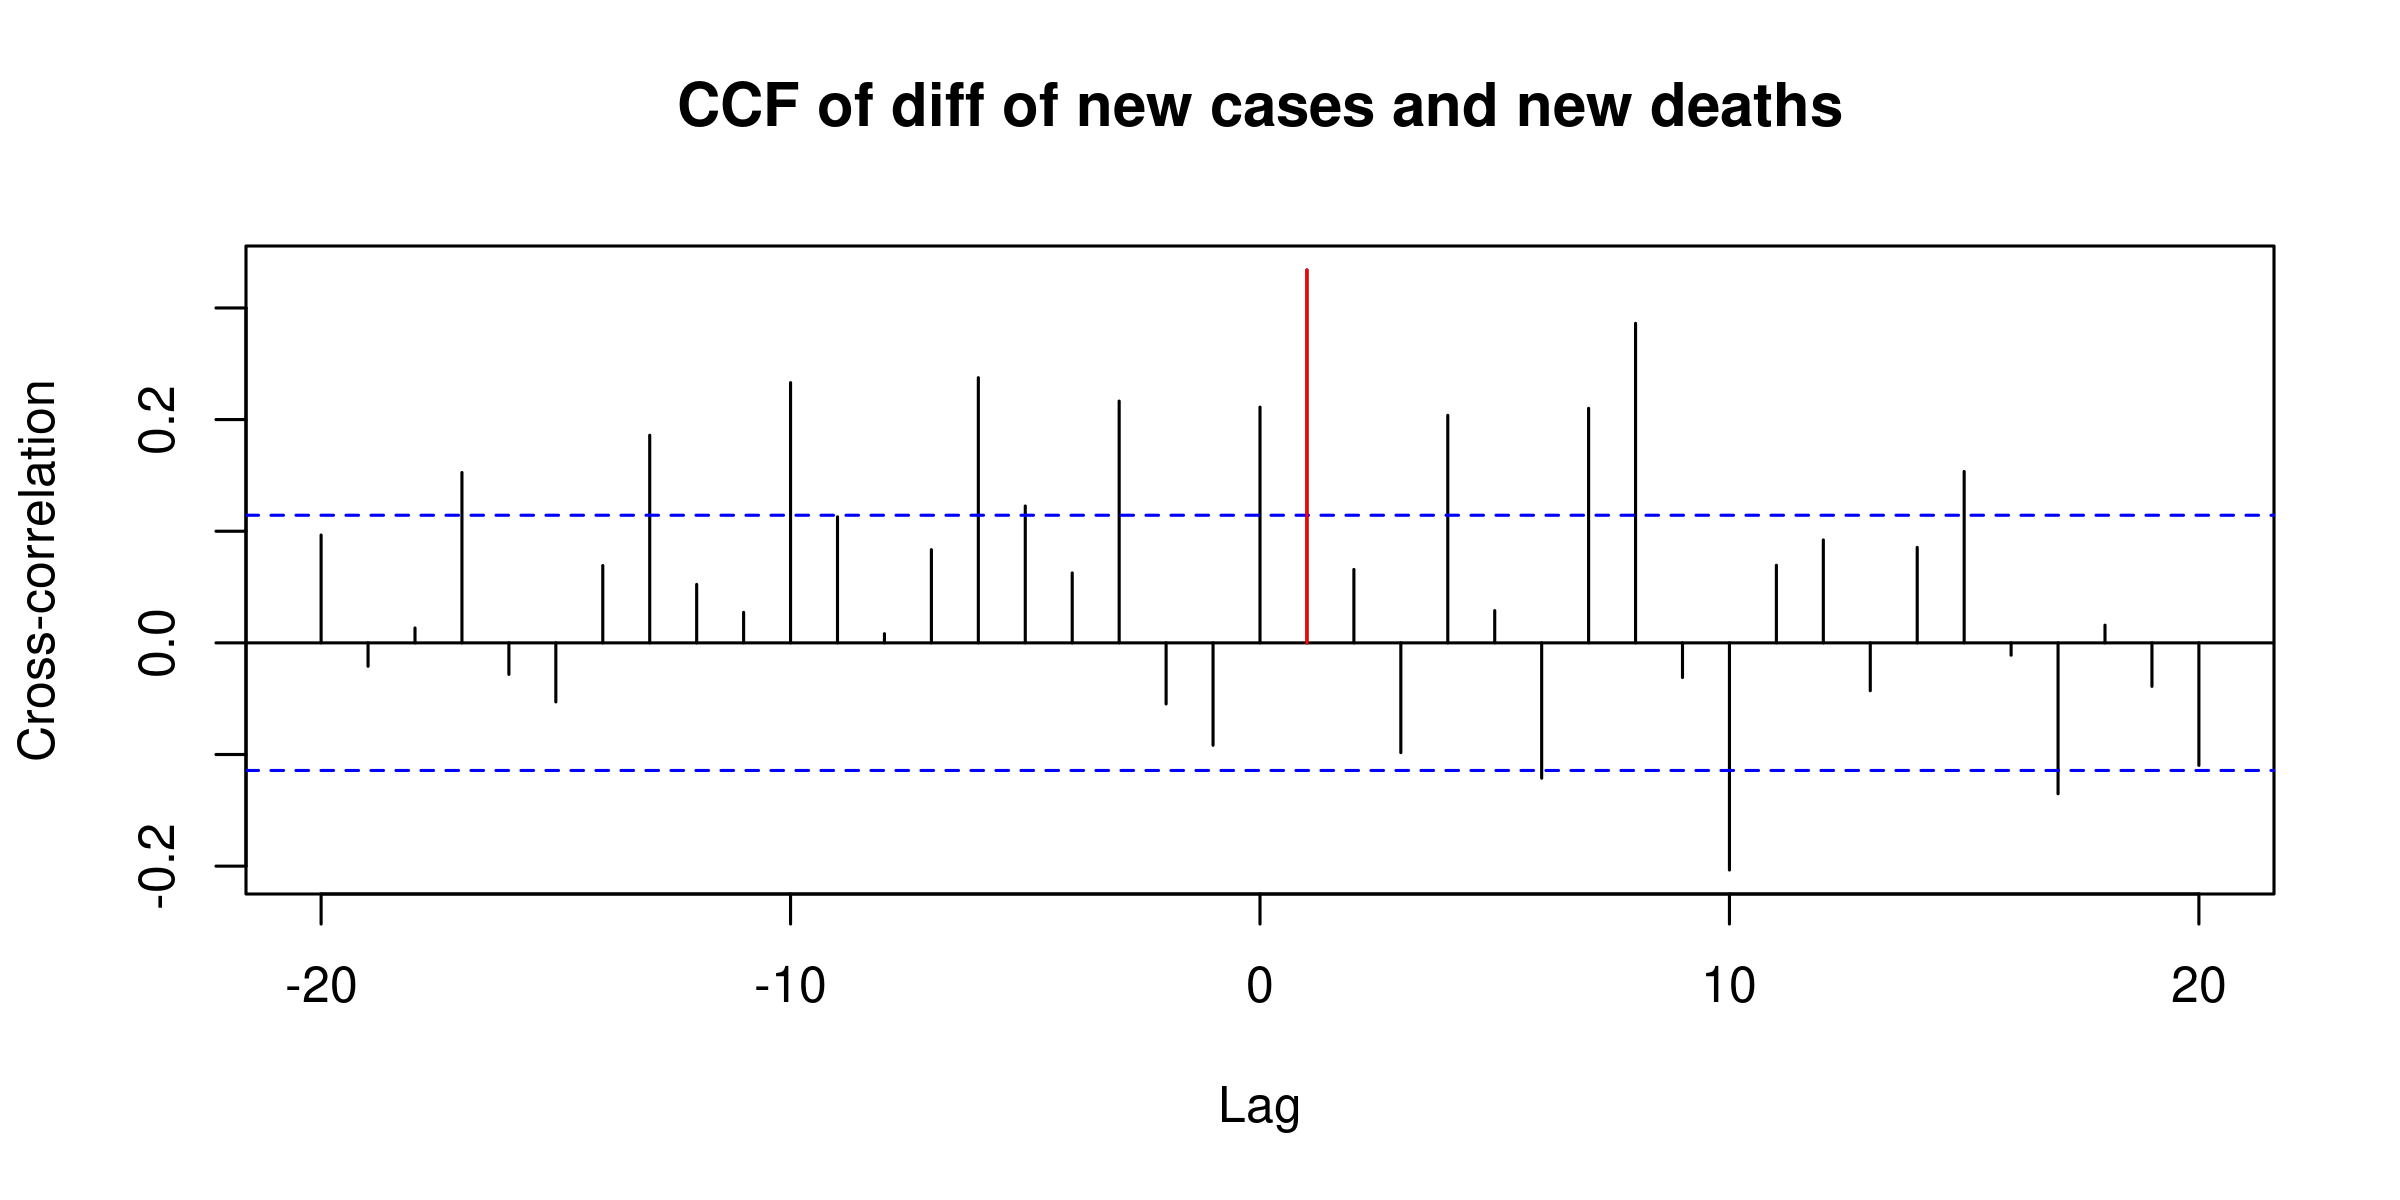 CCF of diff of new cases and new deaths
Cross-correlation
0.2
0.0
-0.2
-20 -10 0 10 20
Lag